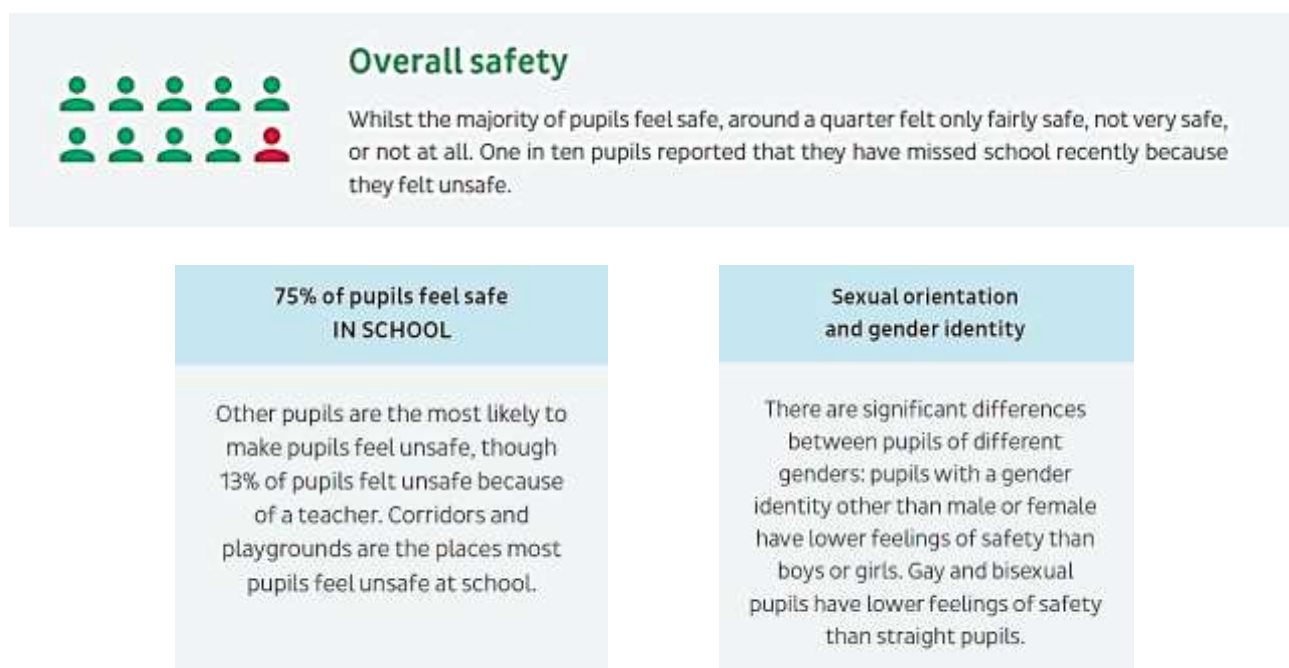 Overall safety
Whilst the majority of pupils feel safe, around a quarter felt only fairly safe, not very safe,
or not at all. One in ten pupils reported that they have missed school recently because
they felt unsafe.
75% of pupils feel safe
IN SCHOOL
Other pupils are the most likely to
make pupils feel unsafe, though
13% of pupils felt unsafe because
of a teacher. Corridors and
playgrounds are the places most
pupils feel unsafe at school.
Sexual orientation
and gender identity
There are significant differences
between pupils of different
genders: pupils with a gender
identity other than male or female
have lower feelings of safety than
boys or girls. Gay and bisexual
pupils have lower feelings of safety
than straight pupils.